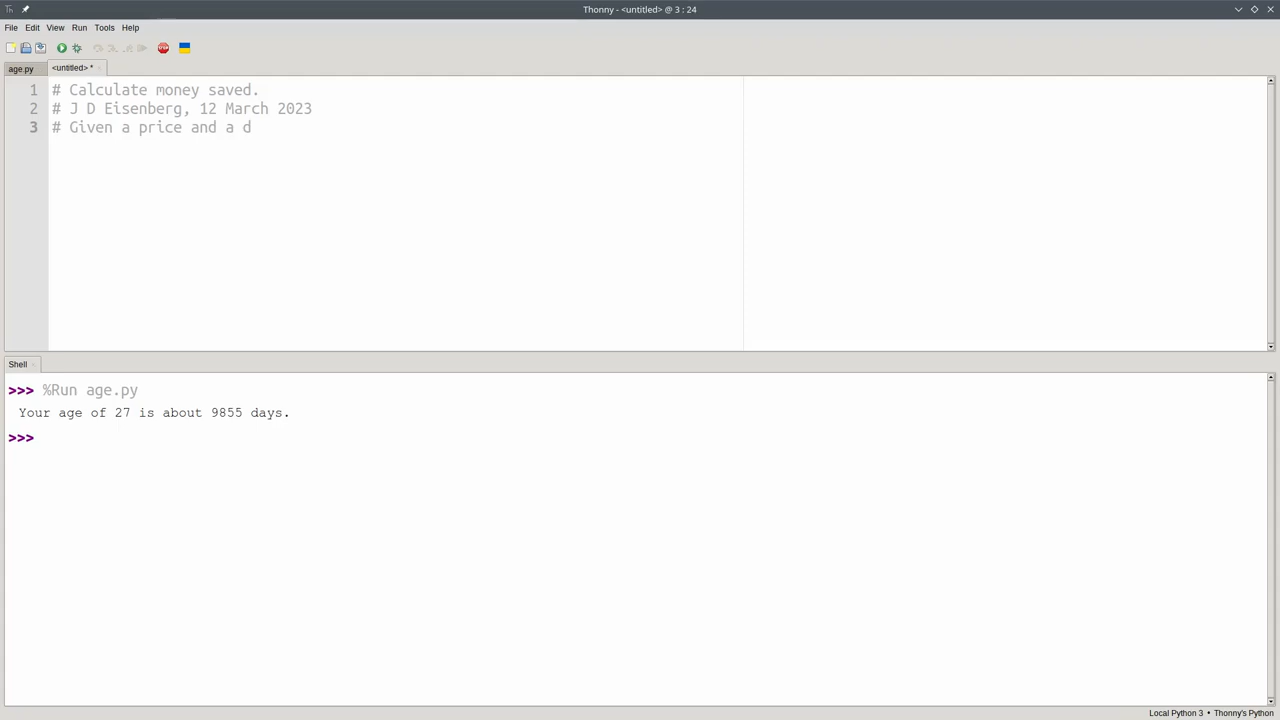 Thonny - <untitled> @ 3 : 24
File Edit View Run Tools Help
age.py <untitled> *
1 # Calculate money saved.
2 # J D Eisenberg, 12 March 2023
3 # Given a price and a d
Shell
>>> %Run age.py
Your age of 27 is about 9855 days.
>>>
Local Python 3 • Thonny's Python